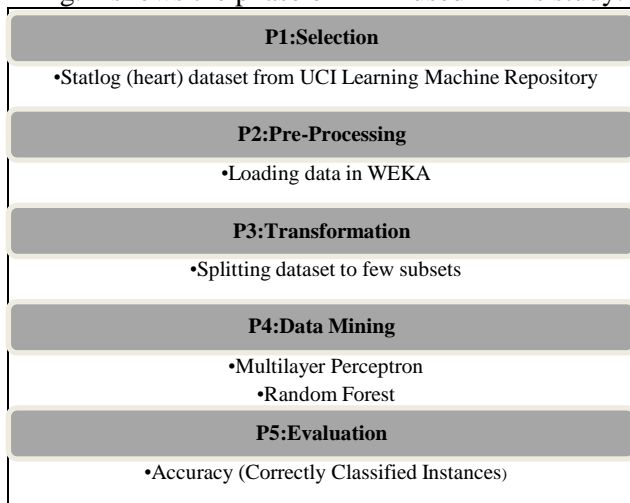 P1:Selection
•Statlog (heart) dataset from UCI Learning Machine Repository
P2:Pre-Processing
•Loading data in WEKA
P3:Transformation
•Splitting dataset to few subsets
P4:Data Mining
•Multilayer Perceptron
•Random Forest
P5:Evaluation
•Accuracy (Correctly Classified Instances)